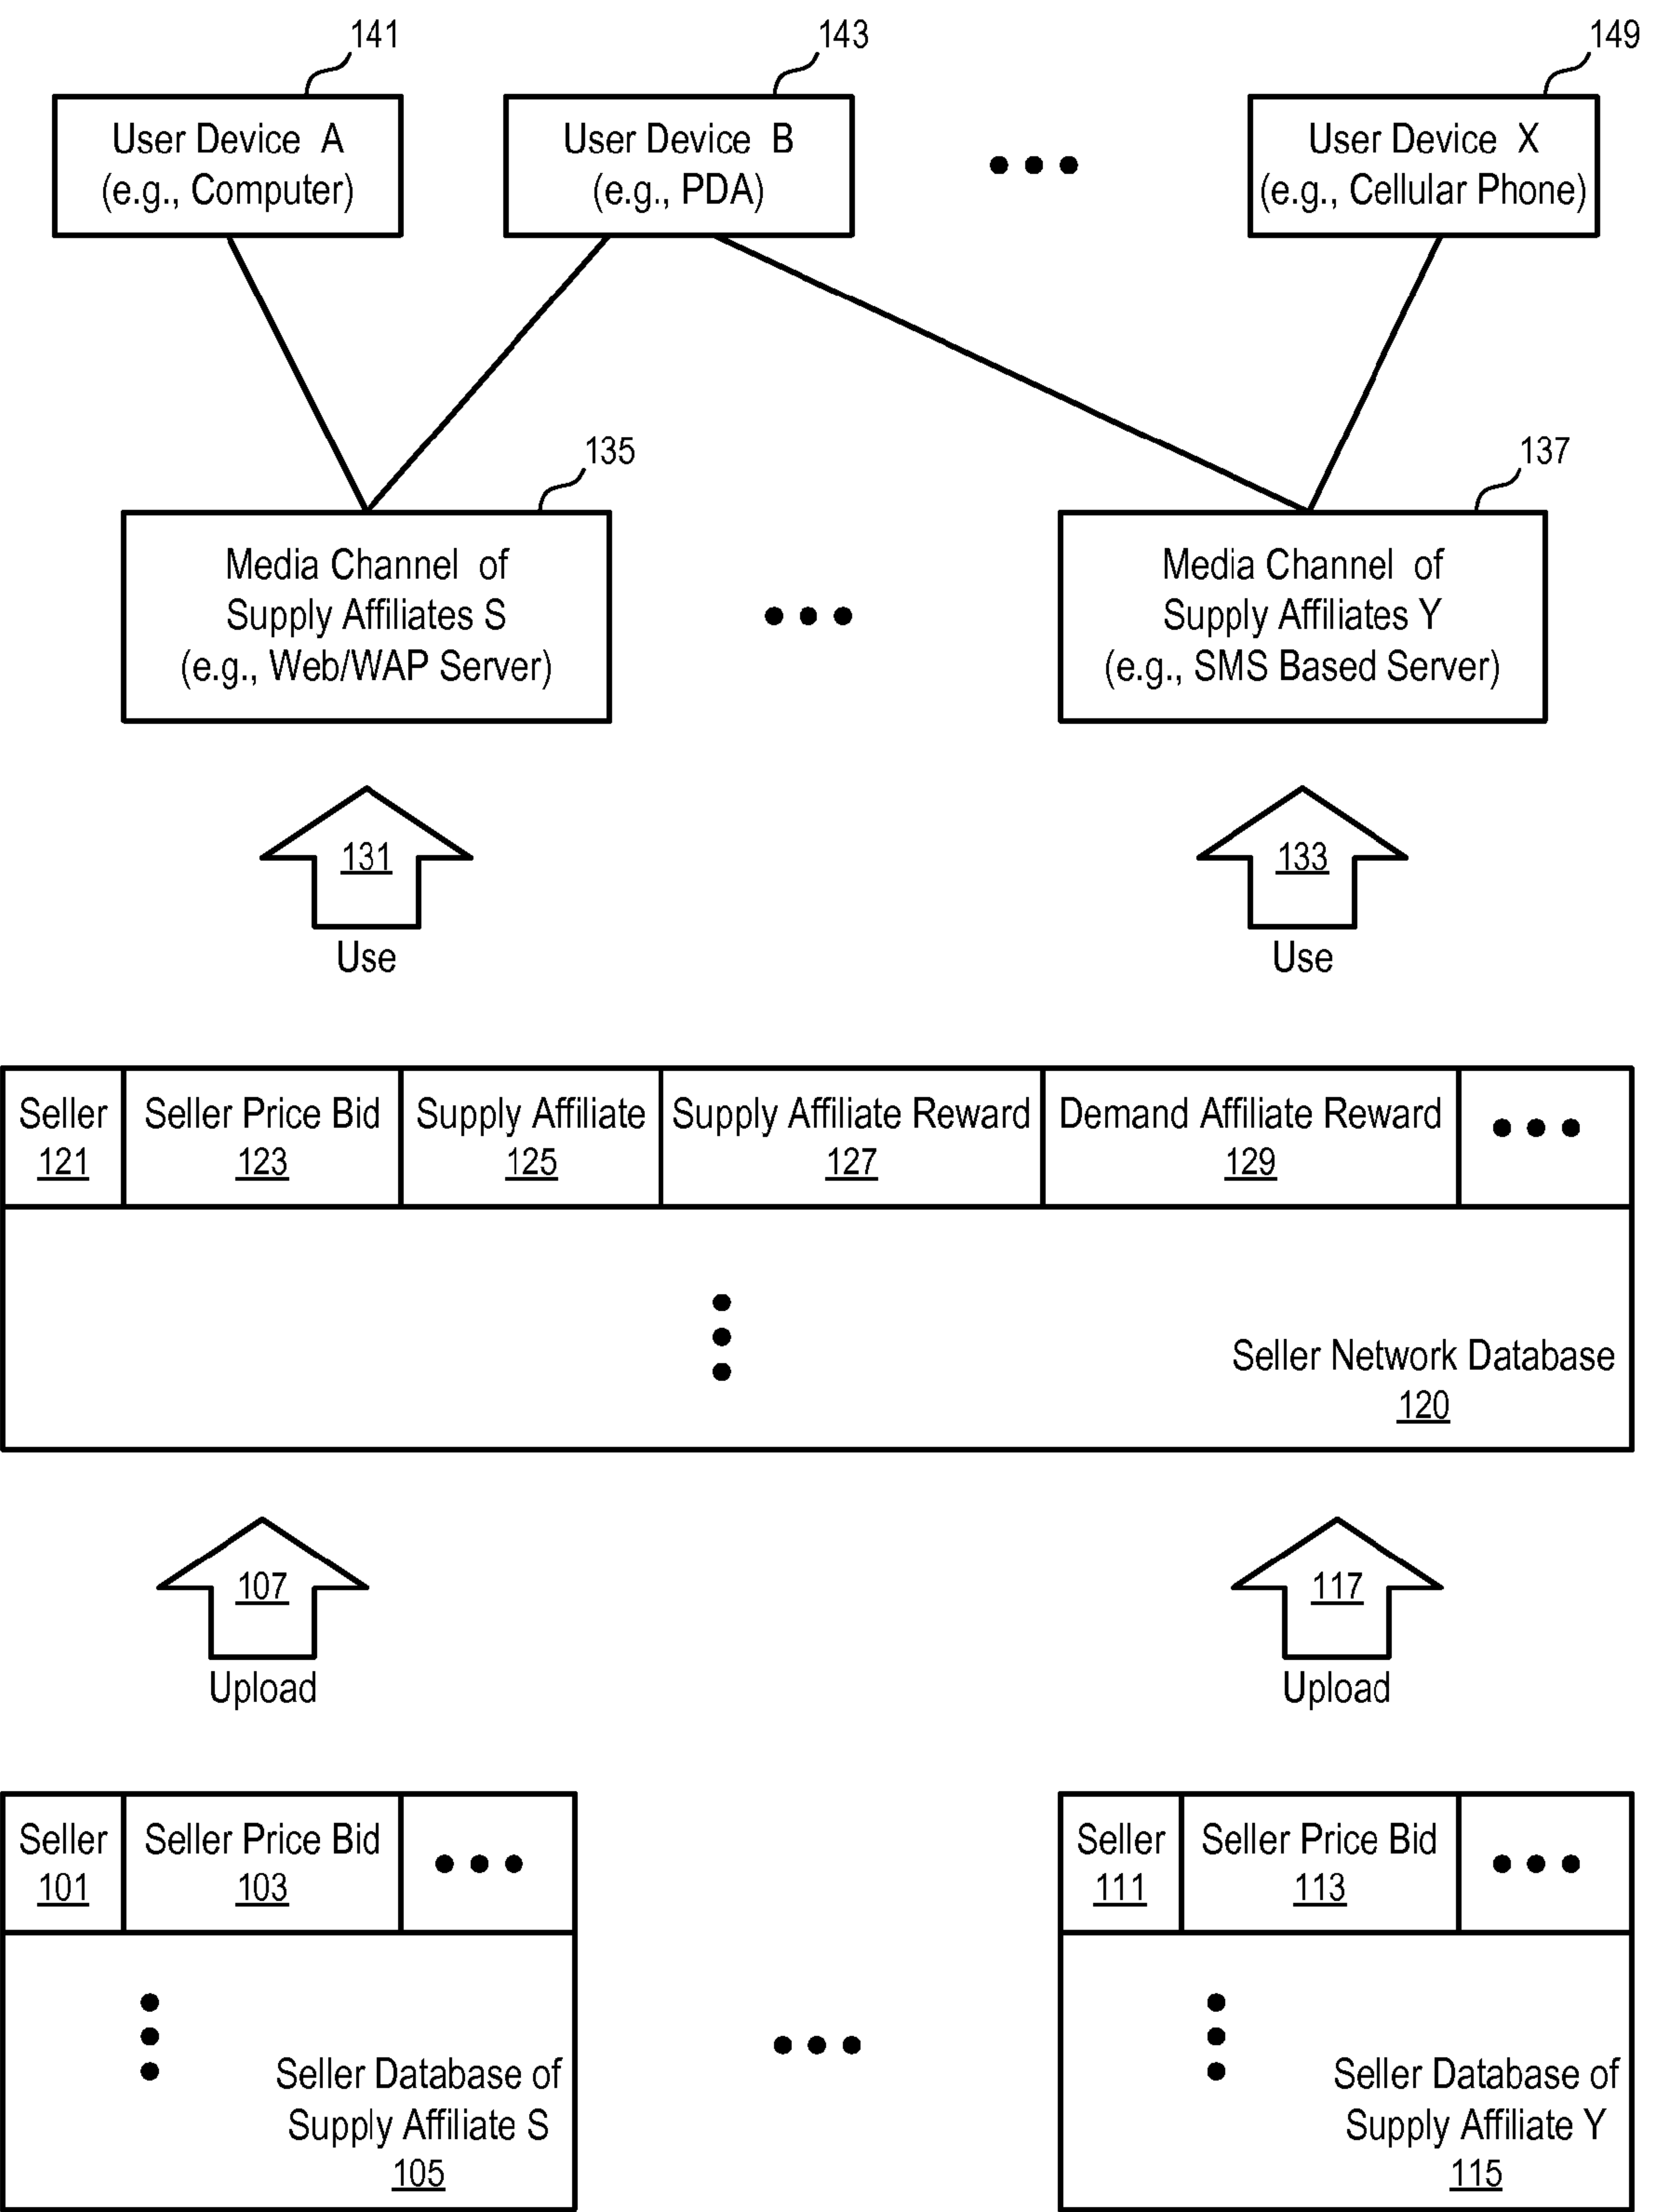 141
143
149
User Device A
(e.g., Computer)
User Device B
(e.g., PDA)
User Device X
(e.g., Cellular Phone)
135
137
Media Channel of
Supply Affiliates S
(e.g., Web/WAP Server)
Media Channel of
Supply Affiliates Y
(e.g., SMS Based Server)
131
Use
133
Use
Seller
121
Seller Price Bid
123
Supply Affiliate
125
Supply Affiliate Reward
127
Demand Affiliate Reward
129
Seller Network Database
120
107
Upload
117
Upload
Seller
101
Seller Price Bid
103
Seller Database of
Supply Affiliate S
105
Seller
111
Seller Price Bid
113
Seller Database of
Supply Affiliate Y
115